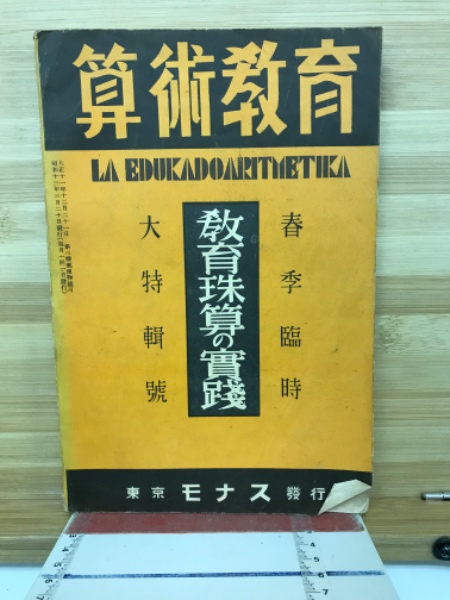 算術教育
LA EDUKADOARITMETIKA
春季臨時
教育珠算の實踐
大特輯號
東京 モナス 發行